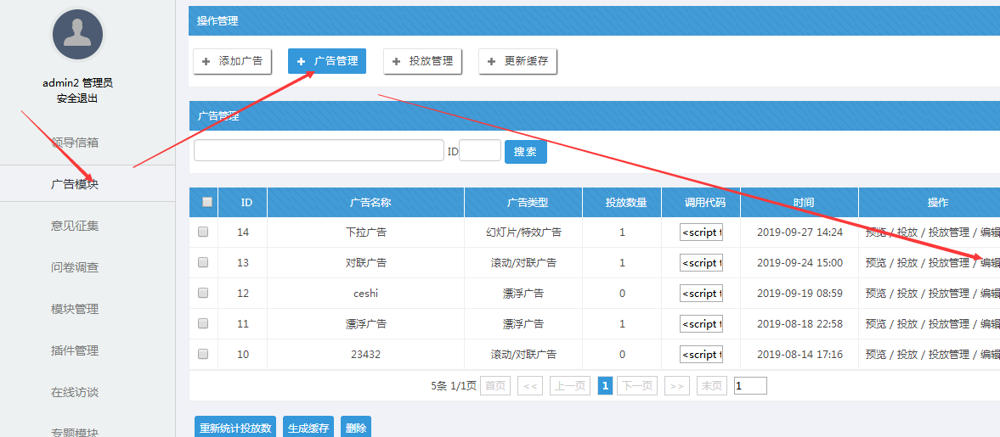 admin2 管理员
安全退出
领导信箱
广告模块
意见征集
问卷调查
模块管理
插件管理
在线访谈
专题模块
操作管理
添加广告 广告管理 投放管理 更新缓存
广告管理
ID 搜索
ID 广告名称 广告类型 投放数量 调用代码 时间 操作
14 下拉广告 幻灯片/特效广告 1 <script t 2019-09-27 14:24 预览 / 投放 / 投放管理 / 编辑
13 对联广告 滚动/对联广告 1 <script t 2019-09-24 15:00 预览 / 投放 / 投放管理 / 编辑
12 ceshi 漂浮广告 0 <script t 2019-09-19 08:59 预览 / 投放 / 投放管理 / 编辑
11 漂浮广告 漂浮广告 1 <script t 2019-08-18 22:58 预览 / 投放 / 投放管理 / 编辑
10 23432 滚动/对联广告 0 <script t 2019-08-14 17:16 预览 / 投放 / 投放管理 / 编辑
5条 1/1页 首页 << 上一页 1 下一页 >> 末页 1
重新统计投放数 生成缓存 删除